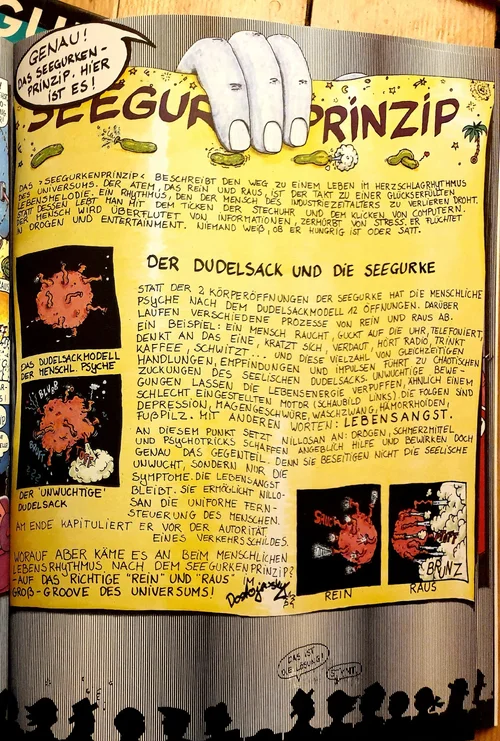 GENAU!
DAS SEEGURKEN-
PRINZIP. HIER
IST ES!
SEEGURKENPRINZIP
DAS >SEEGURKENPRINZIP< BESCHREIBT DEN WEG ZU EINEM LEBEN IM HERZSCHLAGRHYTHMUS
DES UNIVERSUMS. DER ATEM, DAS REIN UND RAUS, IST DER TAKT ZU EINER GLÜCKSERFÜLLTEN
LEBENSMELODIE. EIN RHYTHMUS, DEN DER MENSCH DES INDUSTRIEZEITALTERS ZU VERLIEREN DROHT.
STATT DESSEN LEBT MAN MIT DEM TICKEN DER STECHUHR UND DEM KLICKEN VON COMPUTERN.
DER MENSCH WIRD ÜBERFLUTET VON INFORMATIONEN, ZERMÜRBT VON STRESS. ER FLÜCHTET
IN DROGEN UND ENTERTAINMENT. NIEMAND WEIß, OB ER HUNGRIG IST ODER SATT.
DER DUDELSACK UND DIE SEEGURKE
STATT DER 2 KÖRPERÖFFNUNGEN DER SEEGURKE HAT DIE MENSCHLICHE
PSYCHE NACH DEM DUDELSACKMODELL 12 ÖFFNUNGEN. DARÜBER
LAUFEN VERSCHIEDENE PROZESSE VON REIN UND RAUS AB.
EIN BEISPIEL: EIN MENSCH RAUCHT, GUCKT AUF DIE UHR, TELEFONIERT,
DENKT AN DAS EINE, KRATZT SICH, VERDAUT, HÖRT RADIO, TRINKT
KAFFEE, SCHWITZT... UND DIESE VIELZAHL VON GLEICHZEITIGEN
HANDLUNGEN, EMPFINDUNGEN UND IMPULSEN FÜHRT ZU CHAOTISCHEN
ZUCKUNGEN DES SEELISCHEN DUDELSACKS. UNWUCHTIGE BEWE-
GUNGEN LASSEN DIE LEBENSENERGIE VERPUFFEN, ÄHNLICH EINEM
SCHLECHT EINGESTELLTEN MOTOR (SCHAUBILD LINKS). DIE FOLGEN SIND
DEPRESSION, MAGENGESCHWÜRE, WASCHZWANG, HÄMORRHOIDEN,
FUßPILZ. MIT ANDEREN WORTEN: LEBENSANGST.
DAS DUDELSACKMODELL
DER MENSCHL. PSYCHE
BLVBB
DER 'UNWUCHTIGE'
DUDELSACK
AN DIESEM PUNKT SETZT NILLOSAN AN: DROGEN, SCHMERZMITTEL
UND PSYCHOTRICKS SCHAFFEN ANGEBLICH HILFE UND BEWIRKEN DOCH
GENAU DAS GEGENTEIL. DENN SIE BESEITIGEN NICHT DIE SEELISCHE
UNWUCHT, SONDERN NUR DIE
SYMPTOME. DIE LEBENSANGST
BLEIBT. SIE ERMÖGLICHT NILLO-
SAN DIE UNIFORME FERN-
STEUERUNG DES MENSCHEN.
AM ENDE KAPITULIERT ER VOR DER AUTORITÄT
EINES VERKEHRSSCHILDES.
WORAUF ABER KÄME ES AN BEIM MENSCHLICHEN
LEBENSRHYTHMUS NACH DEM SEEGURKENPRINZIP?
-AUF DAS RICHTIGE "REIN" UND "RAUS" IM
GROß-GROOVE DES UNIVERSUMS!
REIN
PFFF
BRUNZ
RAUS
DAS IST
DIE LÖSUNG!
STIMMT.